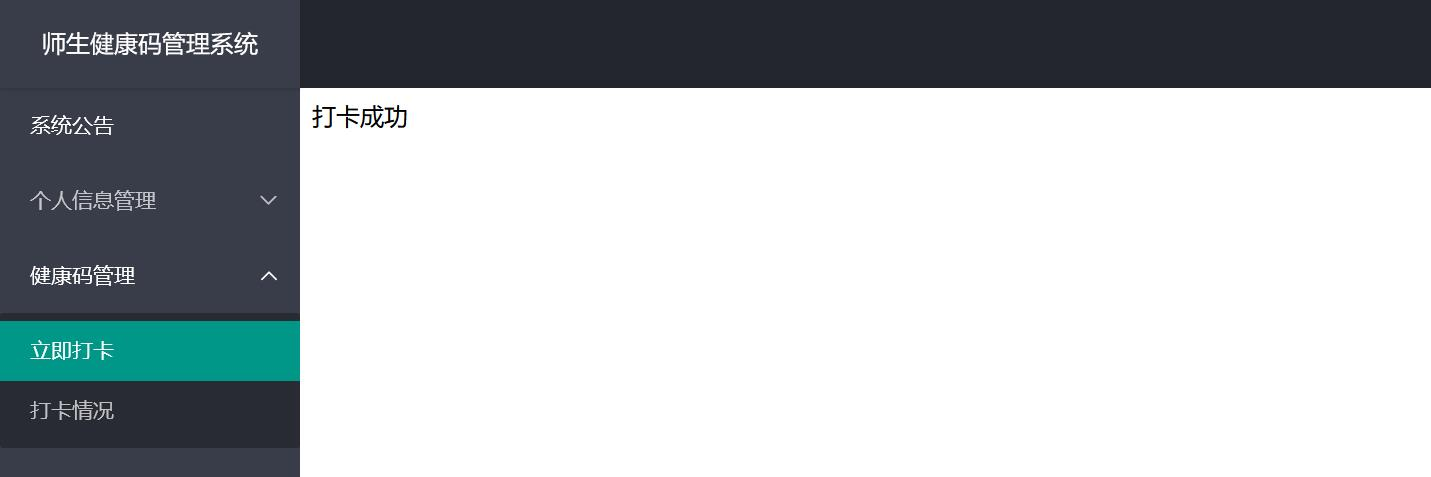 师生健康码管理系统
系统公告
个人信息管理
健康码管理
立即打卡
打卡情况
打卡成功